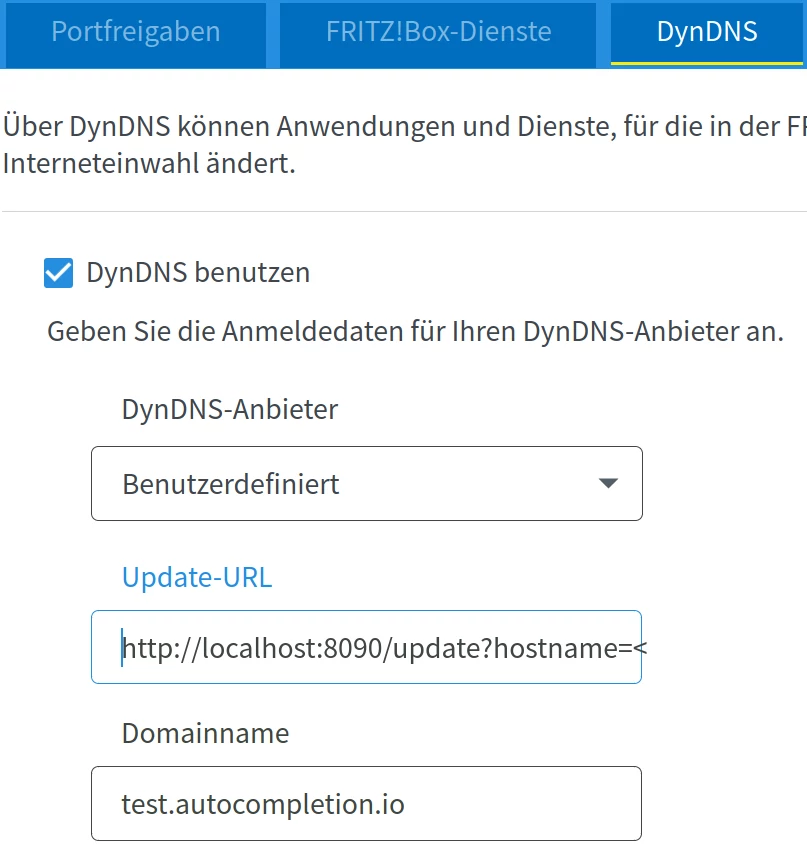 Portfreigaben FRITZ!Box-Dienste DynDNS
Über DynDNS können Anwendungen und Dienste, für die in der
Interneteinwahl ändert.
DynDNS benutzen
Geben Sie die Anmeldedaten für Ihren DynDNS-Anbieter an.
DynDNS-Anbieter
Benutzerdefiniert
Update-URL
http://localhost:8090/update?hostname=<
Domainname
test.autocompletion.io